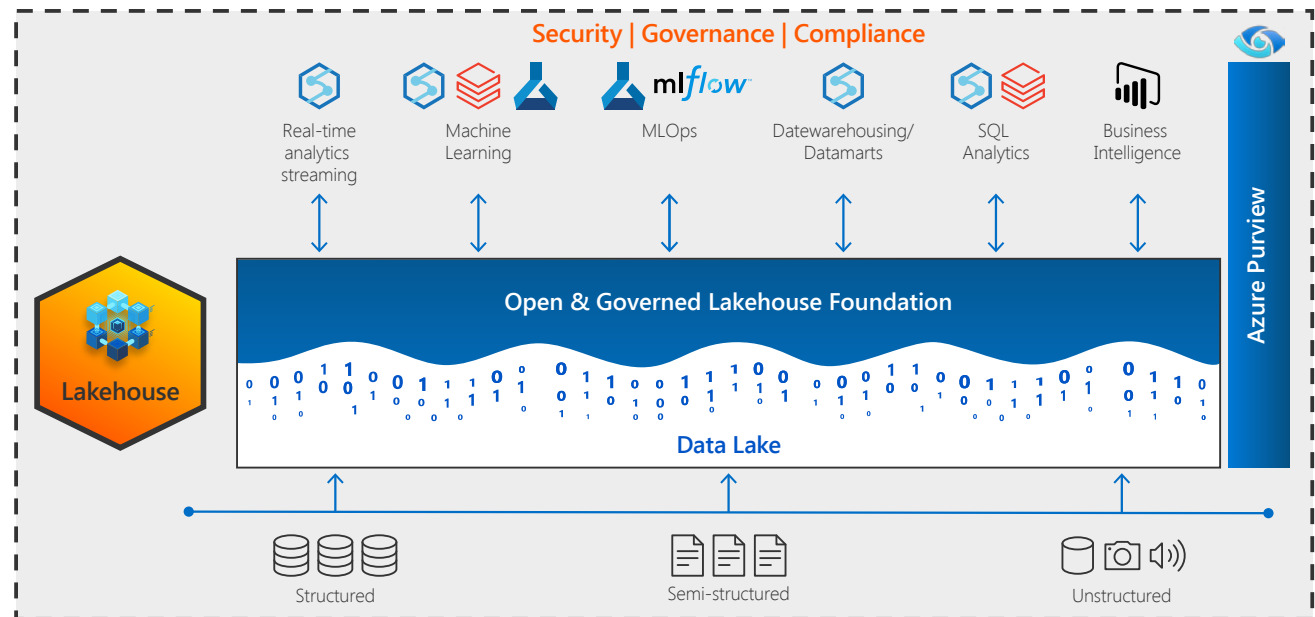 Security | Governance | Compliance
mlflow
Real-time
analytics
streaming
Machine
Learning
MLOps
Datewarehousing/
Datamarts
SQL
Analytics
Business
Intelligence
Azure Purview
Open & Governed Lakehouse Foundation
Lakehouse
Data Lake
Structured
Semi-structured
Unstructured